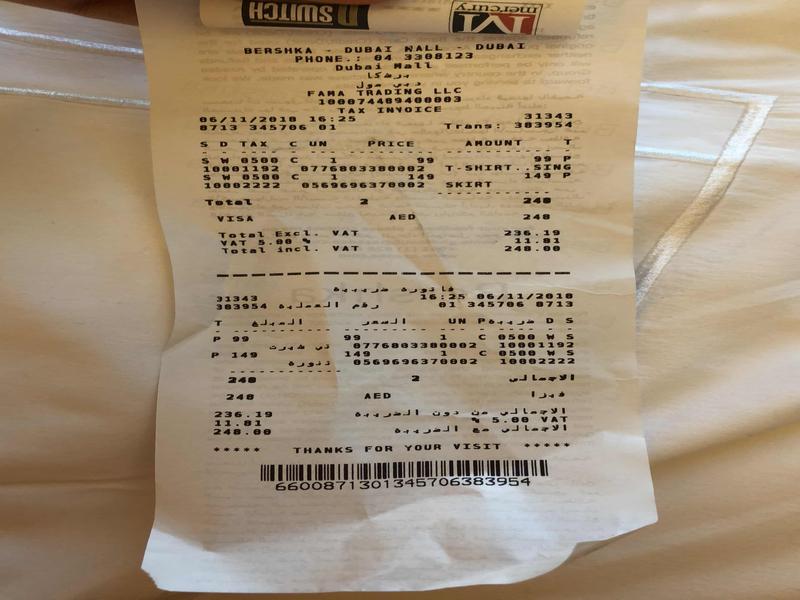 SWITCH
M
mercury
BERSHKA - DUBAI MALL - DUBAI
PHONE.: 04 3308123
Dubai Mall
برشكا
دبي مول
FAMA TRADING LLC
100074489400003
TAX INVOICE
06/11/2018 16:25 31343
8713 345706 01 Trans: 383954
S D TAX C UN PRICE AMOUNT T
S W 0500 C 1 99 99 P
10001192 0776803380002 T-SHIRT..SING
S W 0500 C 1 149 149 P
10002222 0569696370002 SKIRT
Total 2 248
VISA AED 248
Total Excl. VAT 236.19
VAT 5.00 % 11.81
Total incl. VAT 248.00
فاتورة ضريبية
31343 16:25 06/11/2018
383954 رقم العملية 01 345706 8713
T المبلغ السعر UN P ضريبة D S
P 99 99 1 C 0500 W S
تي شيرت 0776803380002 10001192
P 149 149 1 C 0500 W S
تنورة 0569696370002 10002222
248 2 الاجمالي
248 AED فيزا
236.19 الاجمالي من دون الضريبة
11.81 % 5.00 VAT
248.00 الاجمالي مع الضريبة
***** THANKS FOR YOUR VISIT *****
6600871301345706383954